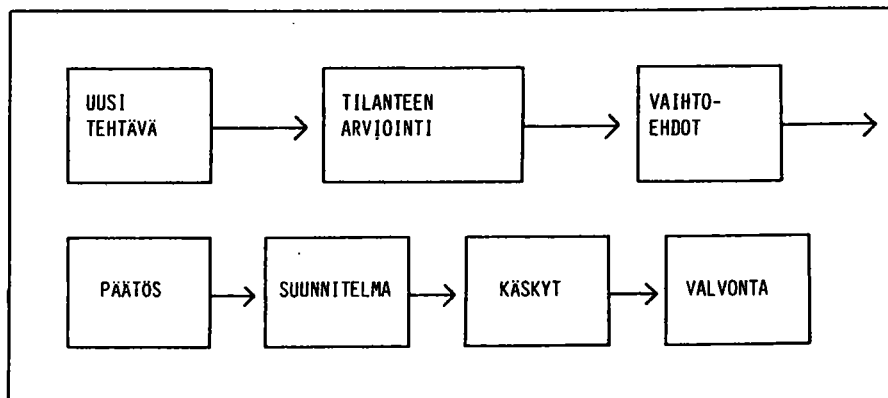 UUSI
TEHTÄVÄ
TILANTEEN
ARVIOINTI
VAIHTO-
EHDOT
PÄÄTÖS
SUUNNITELMA
KÄSKYT
VALVONTA